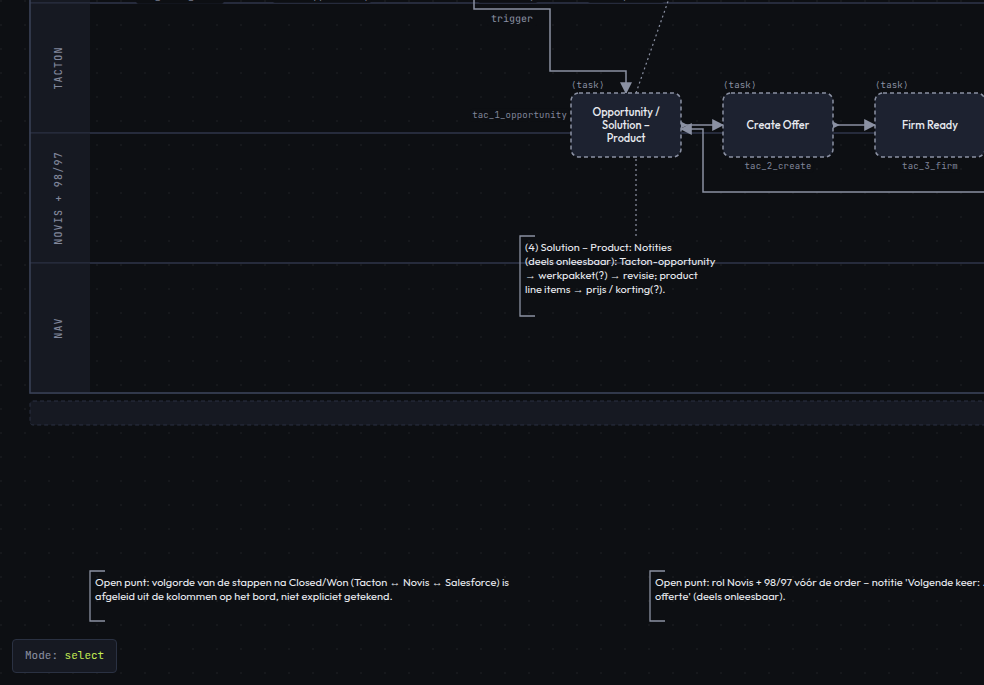 trigger
TACTON
(task)
(task)
(task)
tac_1_opportunity
Opportunity /
Solution –
Product
Create Offer
Firm Ready
tac_2_create
tac_3_firm
NOVIS + 98/97
(4) Solution – Product: Notities
(deels onleesbaar): Tacton-opportunity
→ werkpakket(?) → revisie; product
line items → prijs / korting(?).
NAV
Open punt: volgorde van de stappen na Closed/Won (Tacton ↔ Novis ↔ Salesforce) is
afgeleid uit de kolommen op het bord, niet expliciet getekend.
Open punt: rol Novis + 98/97 vóór de order – notitie 'Volgende keer:
offerte' (deels onleesbaar).
Mode: select